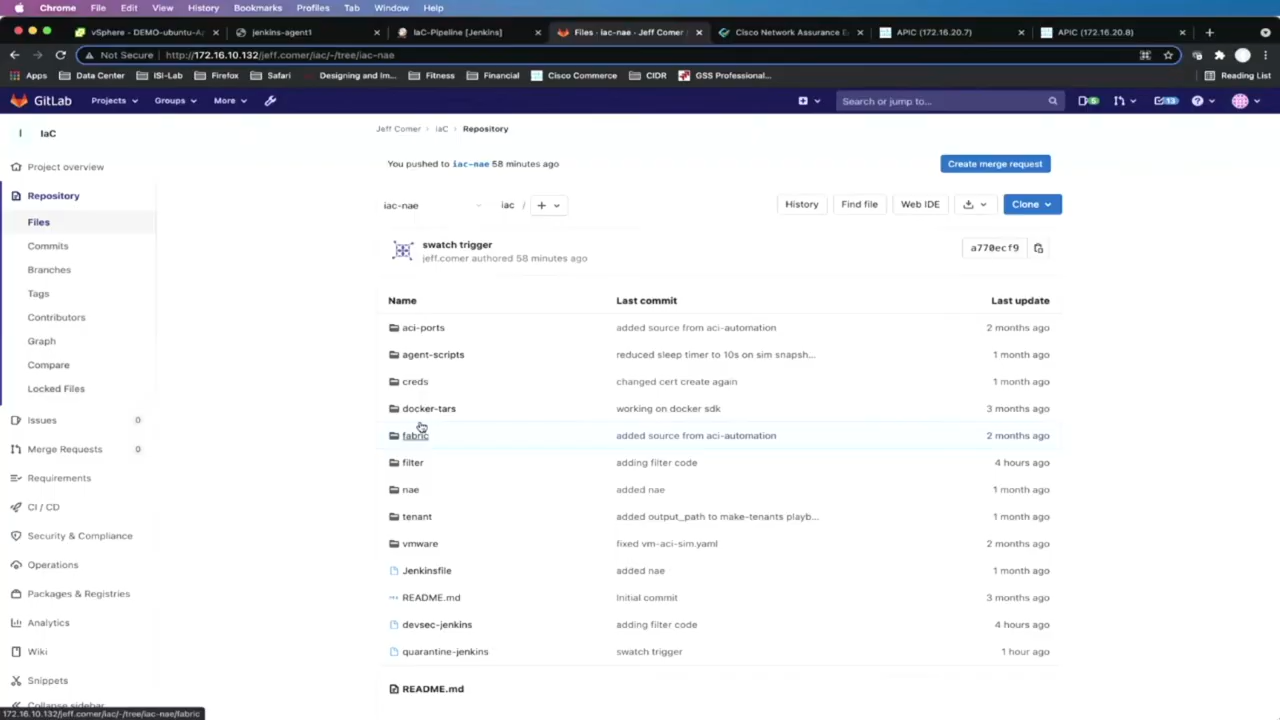 Chrome File Edit View History Bookmarks Profiles Tab Window Help
vSphere - DEMO-ubuntu-A
jenkins-agent1
IaC-Pipeline [Jenkins]
Files · iac-nae · Jeff Comer
Cisco Network Assurance E
APIC (172.16.20.7)
APIC (172.16.20.8)
Not Secure | http://172.16.10.132/jeff.comer/iac/-/tree/iac-nae
Apps Data Center ISi-Lab Firefox Safari Designing and Im... Fitness Financial Cisco Commerce CIDR GSS Professional... Reading List
GitLab Projects Groups More Search or jump to... 5 13
I IaC
Project overview
Repository
Files
Commits
Branches
Tags
Contributors
Graph
Compare
Locked Files
Issues 0
Merge Requests 0
Requirements
CI / CD
Security & Compliance
Operations
Packages & Registries
Analytics
Wiki
Snippets
Collapse sidebar
172.16.10.132/jeff.comer/iac/-/tree/iac-nae/fabric
Jeff Comer > IaC > Repository
You pushed to iac-nae 58 minutes ago Create merge request
iac-nae iac / + History Find file Web IDE Clone
swatch trigger
jeff.comer authored 58 minutes ago
a770ecf9
Name Last commit Last update
aci-ports added source from aci-automation 2 months ago
agent-scripts reduced sleep timer to 10s on sim snapsh... 1 month ago
creds changed cert create again 1 month ago
docker-tars working on docker sdk 3 months ago
fabric added source from aci-automation 2 months ago
filter adding filter code 4 hours ago
nae added nae 1 month ago
tenant added output_path to make-tenants playb... 1 month ago
vmware fixed vm-aci-sim.yaml 2 months ago
Jenkinsfile added nae 1 month ago
README.md Initial commit 3 months ago
devsec-jenkins adding filter code 4 hours ago
quarantine-jenkins swatch trigger 1 hour ago
README.md